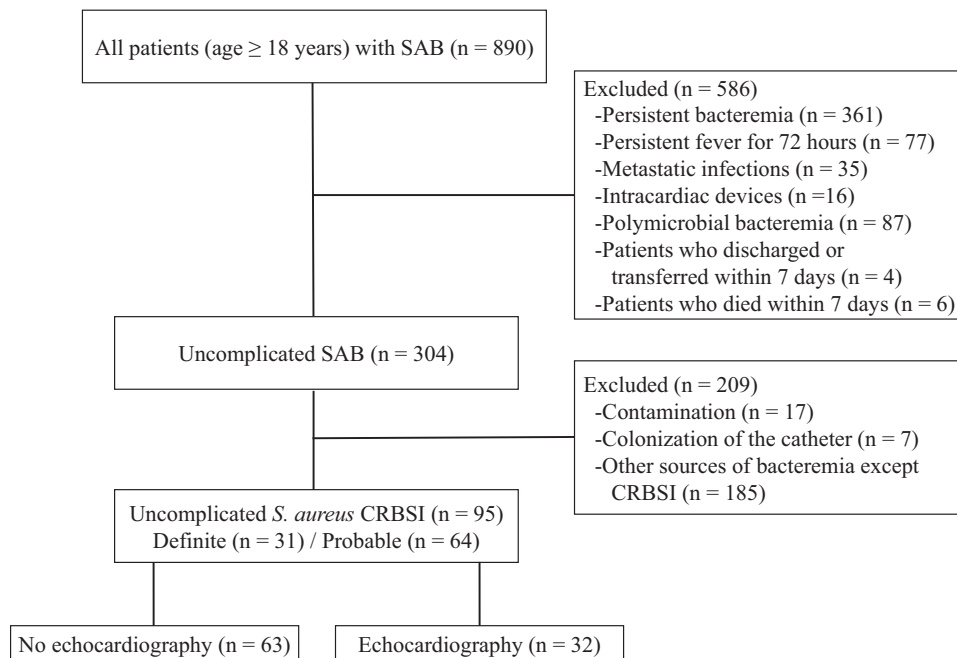 All patients (age ≥ 18 years) with SAB (n = 890)
Excluded (n = 586)
-Persistent bacteremia (n = 361)
-Persistent fever for 72 hours (n = 77)
-Metastatic infections (n = 35)
-Intracardiac devices (n =16)
-Polymicrobial bacteremia (n = 87)
-Patients who discharged or
transferred within 7 days (n = 4)
-Patients who died within 7 days (n = 6)
Uncomplicated SAB (n = 304)
Excluded (n = 209)
-Contamination (n = 17)
-Colonization of the catheter (n = 7)
-Other sources of bacteremia except
CRBSI (n = 185)
Uncomplicated S. aureus CRBSI (n = 95)
Definite (n = 31) / Probable (n = 64)
No echocardiography (n = 63)
Echocardiography (n = 32)